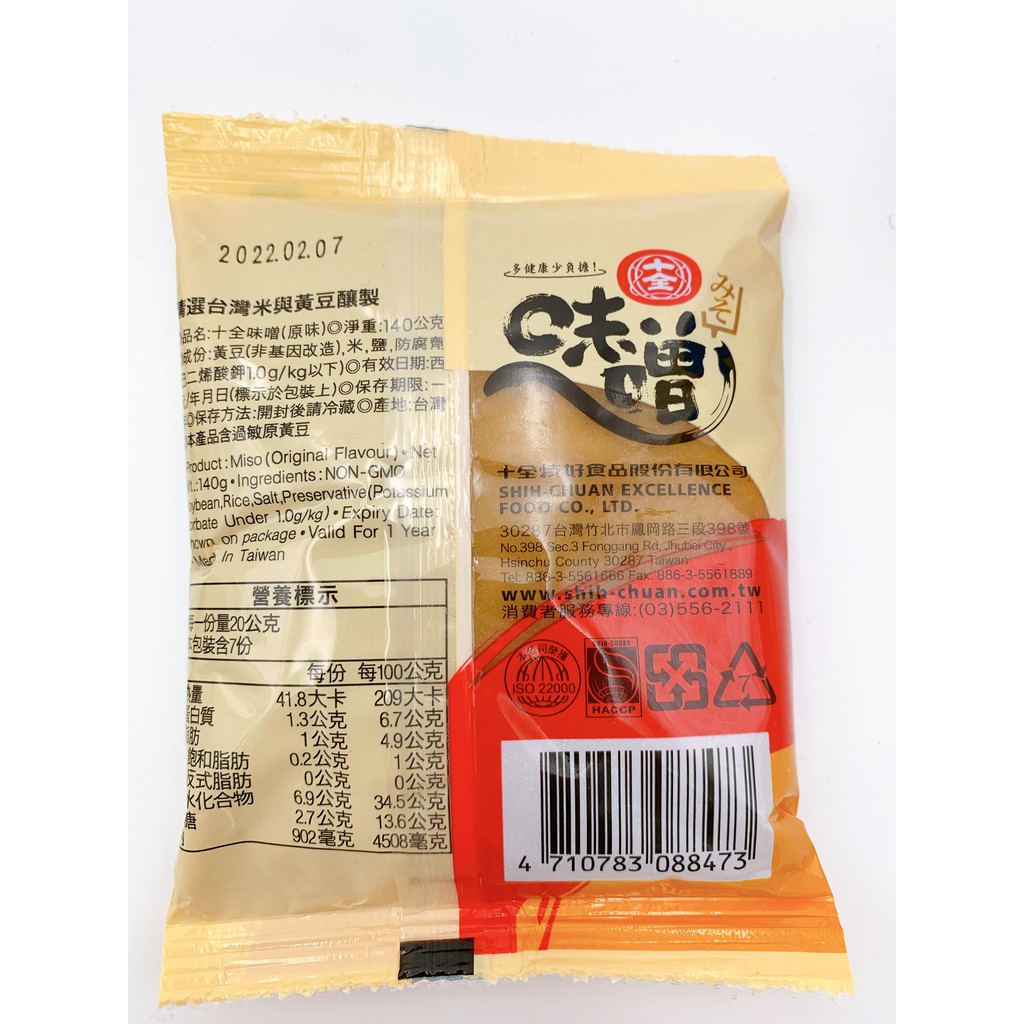 2022.02.07
精選台灣米與黃豆釀製
品名:十全味噌(原味)◎淨重:140公克
成份:黃豆(非基因改造),米,鹽,防腐劑
二烯酸鉀1.0g/kg以下)◎有效日期:西
年月日(標示於包裝上)◎保存期限:一
◎保存方法:開封後請冷藏◎產地:台灣
本產品含過敏原黃豆
Product:Miso(Original Flavour)•Net
140g•Ingredients:NON-GMO
Rice,Salt,Preservative(Potassium
Under 1.0g/kg)•Expiry Date:
on package•Valid For 1 Year
Made In Taiwan
營養標示
每一份量20公克
包裝含7份
每份 每100公克
熱量 41.8大卡 209大卡
蛋白質 1.3公克 6.7公克
肪 1公克 4.9公克
飽和脂肪 0.2公克 1公克
反式脂肪 0公克 0公克
水化合物 6.9公克 34.5公克
糖 2.7公克 13.6公克
902毫克 4508毫克
多健康少負擔!
十全
みそ
味噌
十全特好食品股份有限公司
SHIH-CHUAN EXCELLENCE
FOOD CO., LTD.
30287台灣竹北市鳳岡路三段398號
No.398 Sec.3 Fonggang Rd, Jhubei City,
Hsinchu County 30287 Taiwan
Tel: 886-3-5561666 Fax: 886-3-5561889
www.shih-chuan.com.tw
消費者服務專線:(03)556-2111
全公司榮獲
ISO 22000
SHIH-CHUAN
HACCP
4 710783 088473